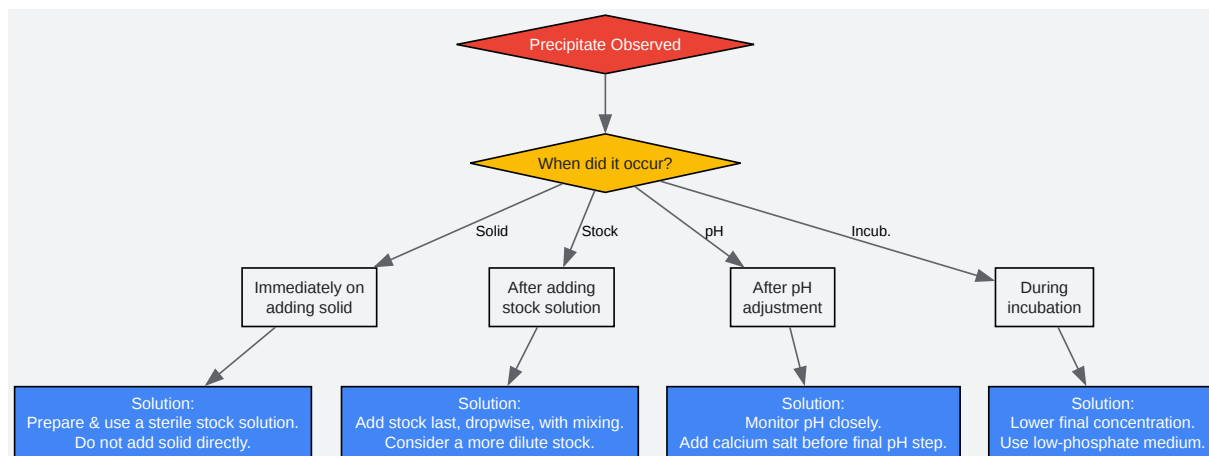 Precipitate Observed
When did it occur?
Solid
Stock
pH
Incub.
Immediately on
adding solid
After adding
stock solution
After pH
adjustment
During
incubation
Solution:
Prepare & use a sterile stock solution.
Do not add solid directly.
Solution:
Add stock last, dropwise, with mixing.
Consider a more dilute stock.
Solution:
Monitor pH closely.
Add calcium salt before final pH step.
Solution:
Lower final concentration.
Use low-phosphate medium.